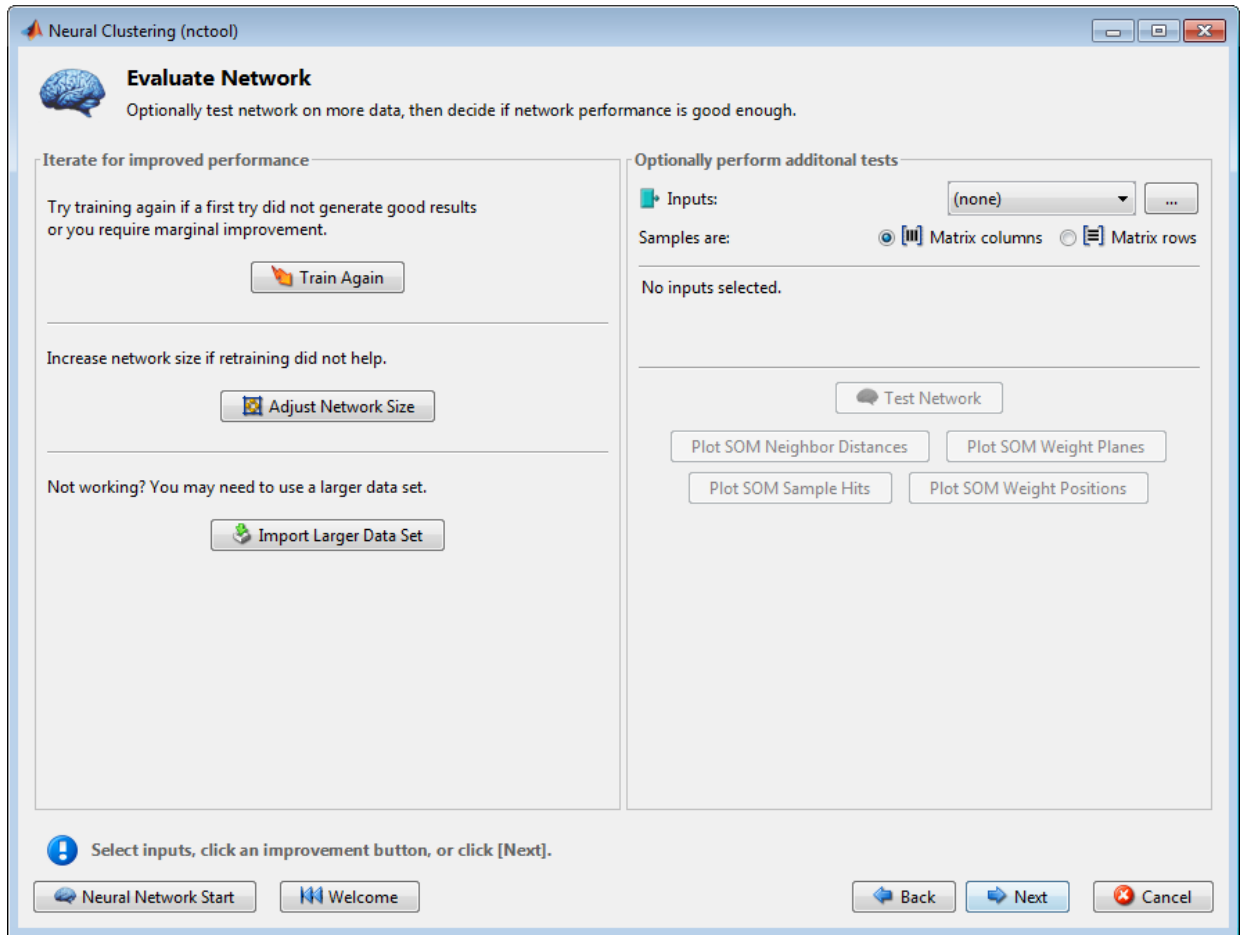 Neural Clustering (nctool)
Evaluate Network
Optionally test network on more data, then decide if network performance is good enough.
Iterate for improved performance
Try training again if a first try did not generate good results
or you require marginal improvement.
Train Again
Increase network size if retraining did not help.
Adjust Network Size
Not working? You may need to use a larger data set.
Import Larger Data Set
Optionally perform additonal tests
Inputs: (none) ...
Samples are: Matrix columns Matrix rows
No inputs selected.
Test Network
Plot SOM Neighbor Distances Plot SOM Weight Planes
Plot SOM Sample Hits Plot SOM Weight Positions
Select inputs, click an improvement button, or click [Next].
Neural Network Start Welcome Back Next Cancel